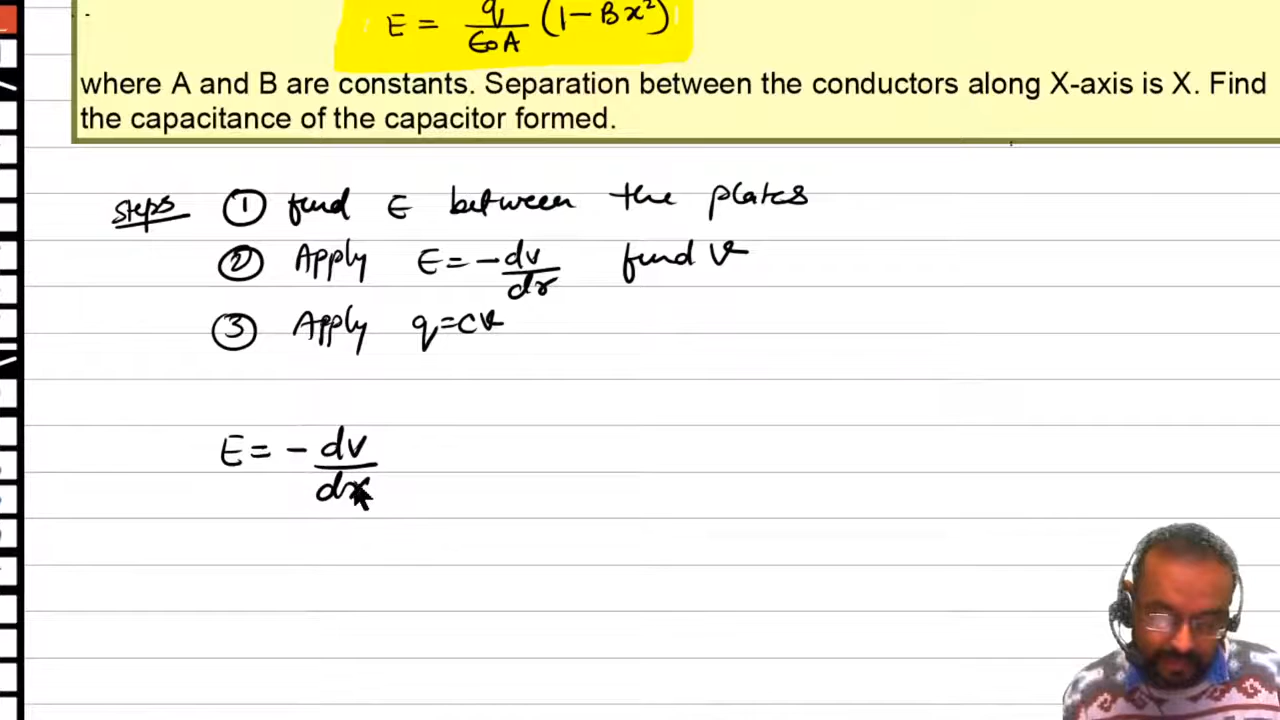 E = q/ε₀A (1 - Bx²)
where A and B are constants. Separation between the conductors along X-axis is X. Find
the capacitance of the capacitor formed.
steps ① find E between the plates
② Apply E = - dv/dx find V
③ Apply q = cv
E = - dv/dx